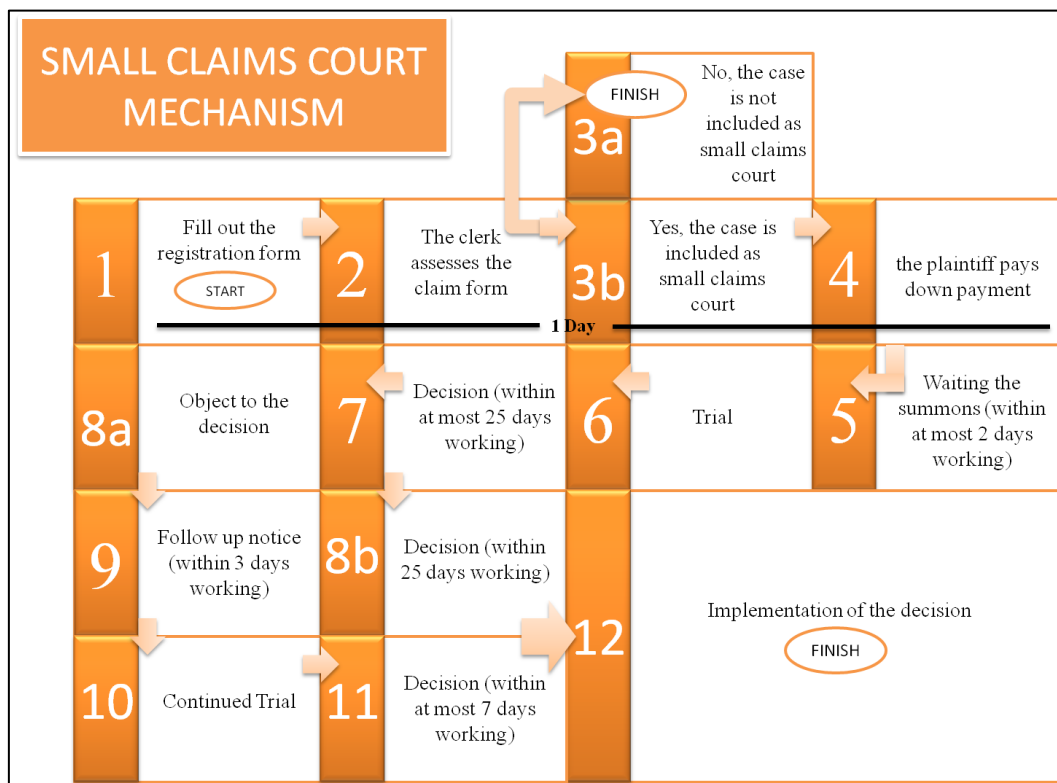 SMALL CLAIMS COURT
MECHANISM
3a
FINISH
No, the case
is not
included as
small claims
court
1
Fill out the
registration form
START
2
The clerk
assesses the
claim form
3b
Yes, the case is
included as
small claims
court
4
the plaintiff pays
down payment
1 Day
8a
Object to the
decision
7
Decision (within
at most 25 days
working)
6
Trial
5
Waiting the
summons (within
at most 2 days
working)
9
Follow up notice
(within 3 days
working)
8b
Decision (within
25 days working)
12
Implementation of the decision
FINISH
10
Continued Trial
11
Decision (within
at most 7 days
working)